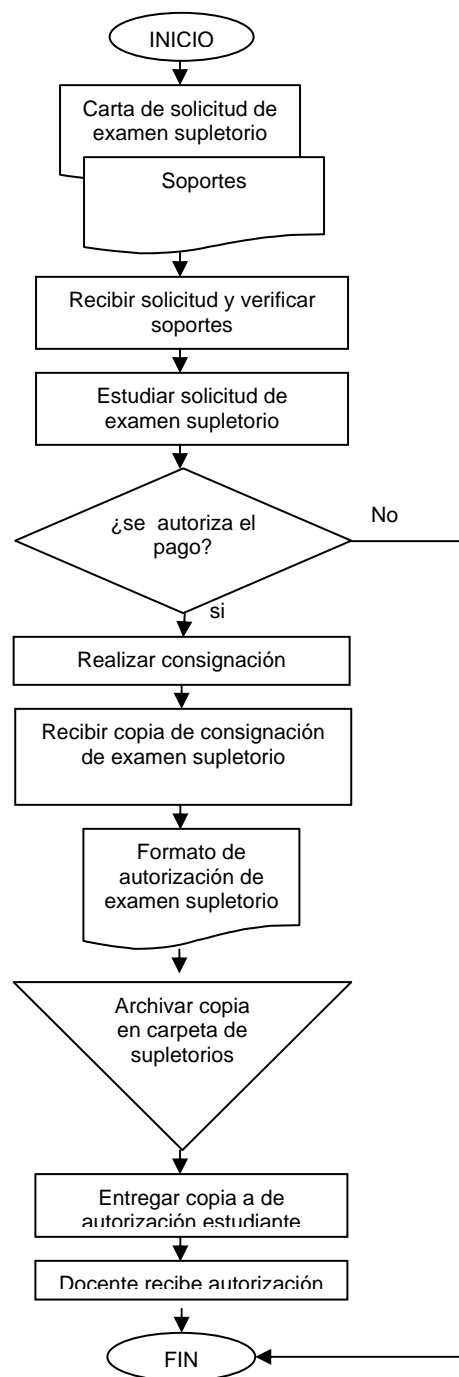 INICIO
Carta de solicitud de
examen supletorio
Soportes
Recibir solicitud y verificar
soportes
Estudiar solicitud de
examen supletorio
¿se autoriza el
pago?
No
si
Realizar consignación
Recibir copia de consignación
de examen supletorio
Formato de
autorización de
examen supletorio
Archivar copia
en carpeta de
supletorios
Entregar copia a de
autorización estudiante
Docente recibe autorización
FIN